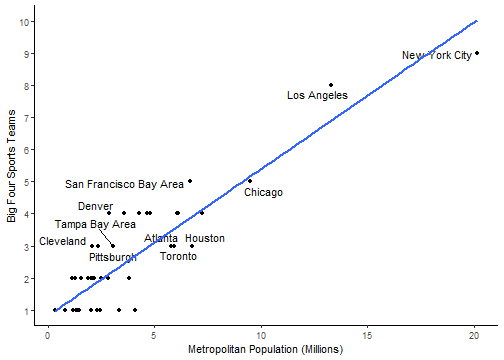 10
9
8
7
6
5
4
3
2
1
Big Four Sports Teams
New York City
Los Angeles
San Francisco Bay Area
Chicago
Denver
Tampa Bay Area
Cleveland
Atlanta
Houston
Pittsburgh
Toronto
0
5
10
15
20
Metropolitan Population (Millions)